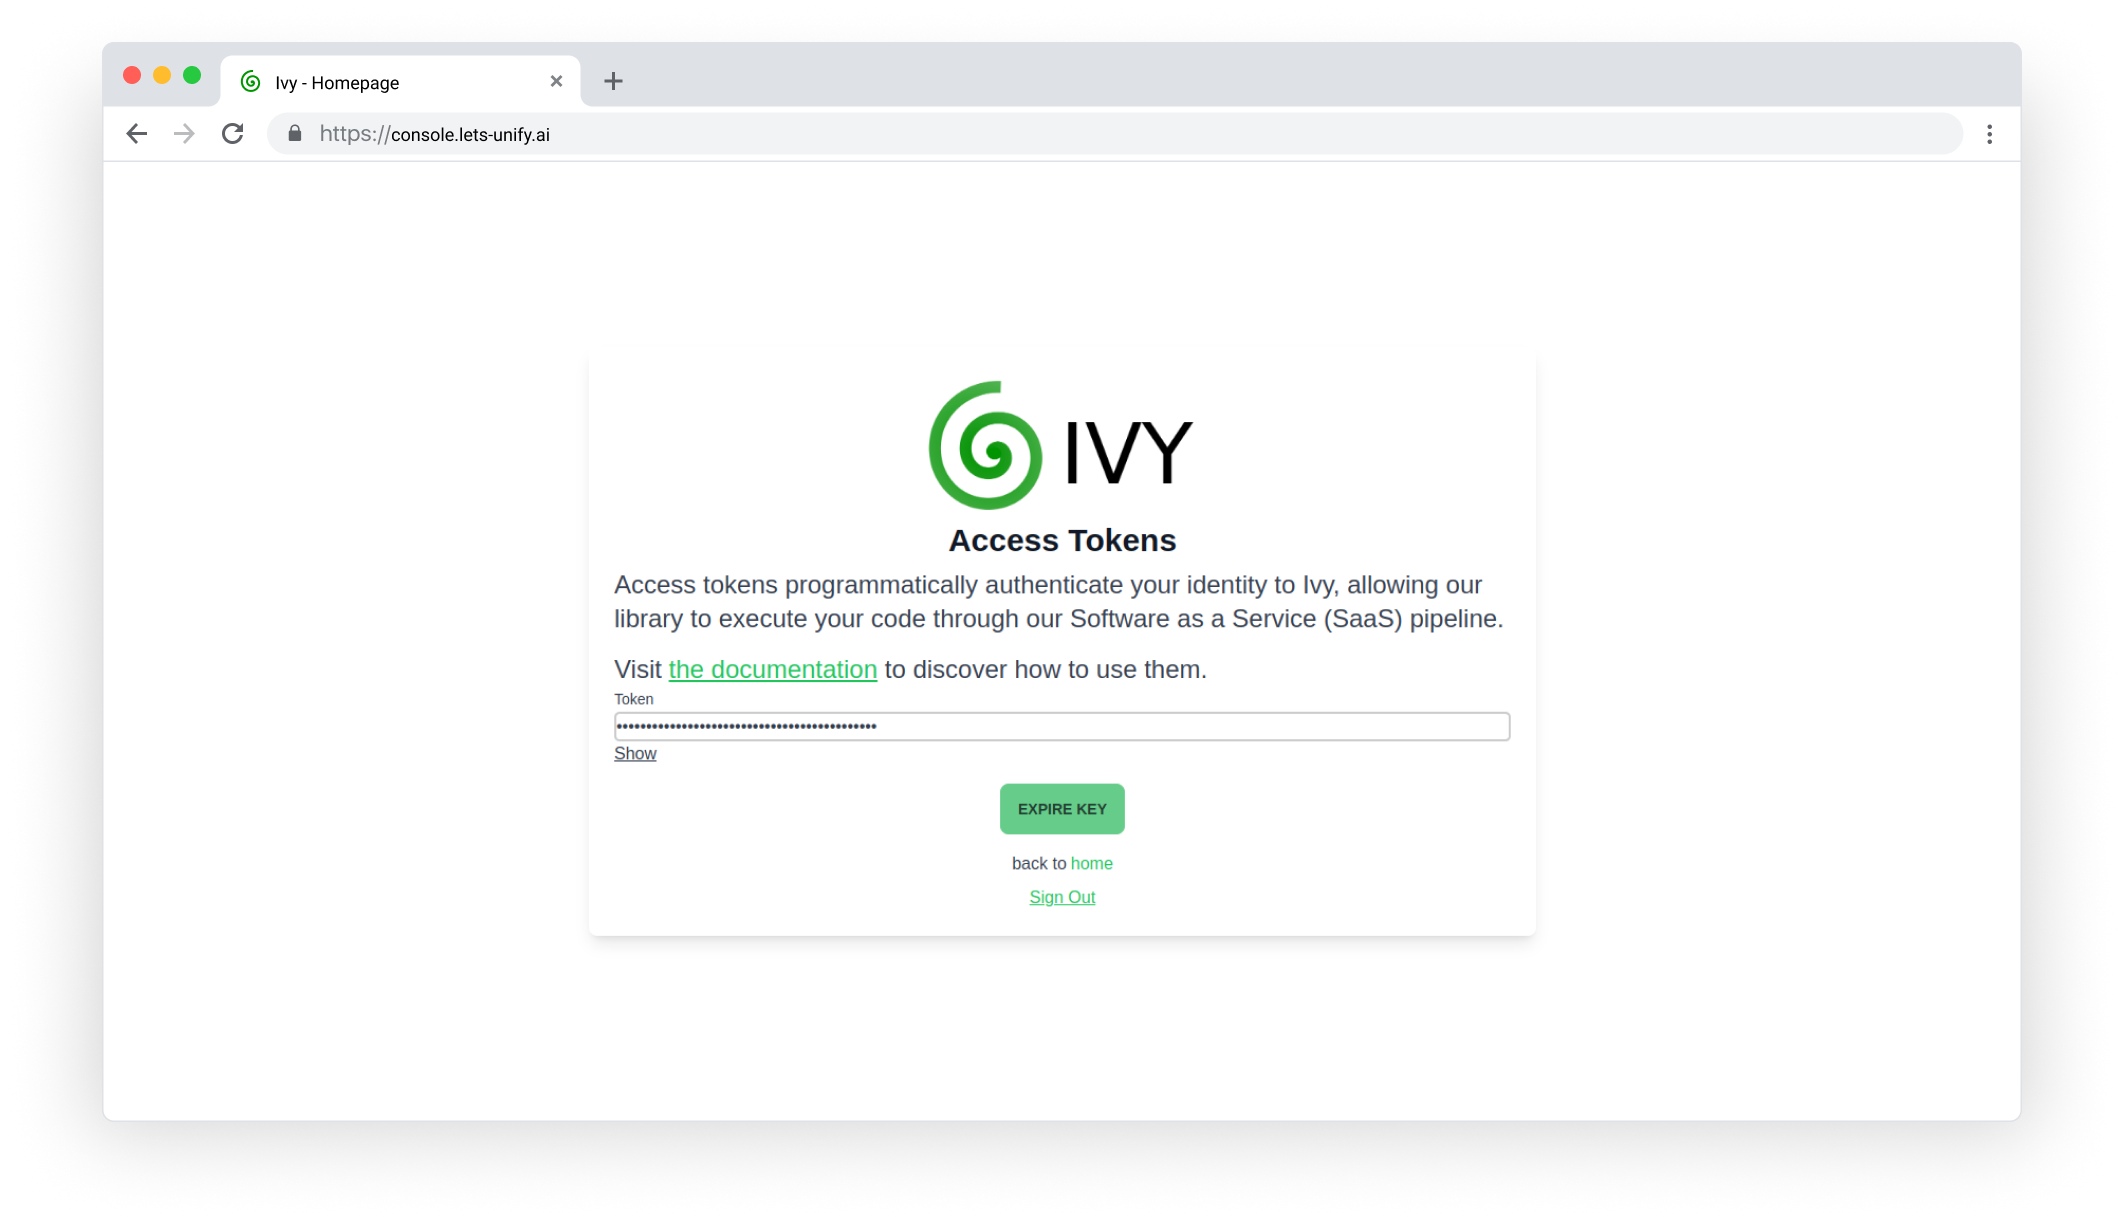 Ivy - Homepage
https://console.lets-unify.ai
IVY
Access Tokens
Access tokens programmatically authenticate your identity to Ivy, allowing our
library to execute your code through our Software as a Service (SaaS) pipeline.
Visit the documentation to discover how to use them.
Token
Show
EXPIRE KEY
back to home
Sign Out